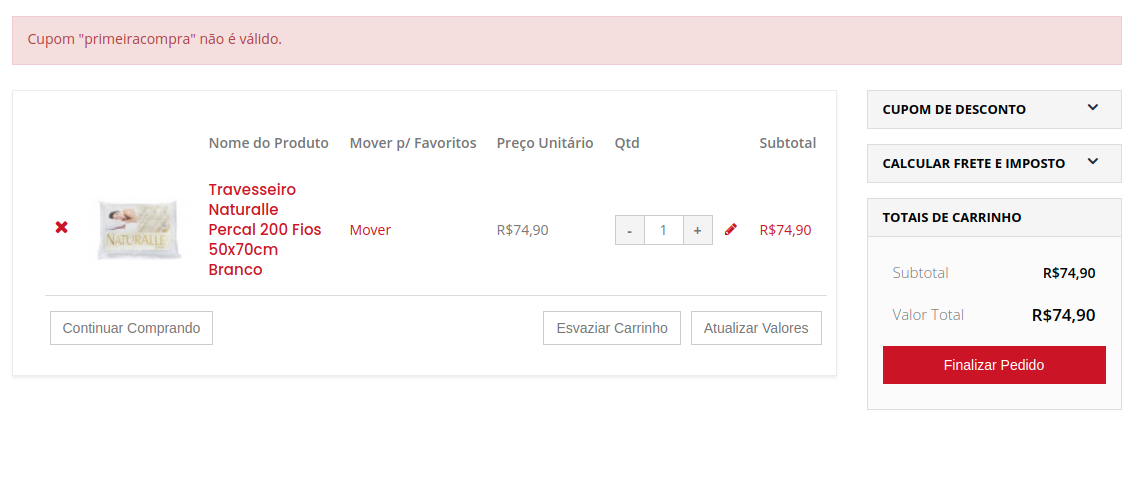 Cupom "primeiracompra" não é válido.
Nome do Produto Mover p/ Favoritos Preço Unitário Qtd Subtotal
Travesseiro
Naturalle
Percal 200 Fios
50x70cm
Branco
NATURALLE
Mover R$74,90 - 1 + R$74,90
Continuar Comprando Esvaziar Carrinho Atualizar Valores
CUPOM DE DESCONTO
CALCULAR FRETE E IMPOSTO
TOTAIS DE CARRINHO
Subtotal R$74,90
Valor Total R$74,90
Finalizar Pedido